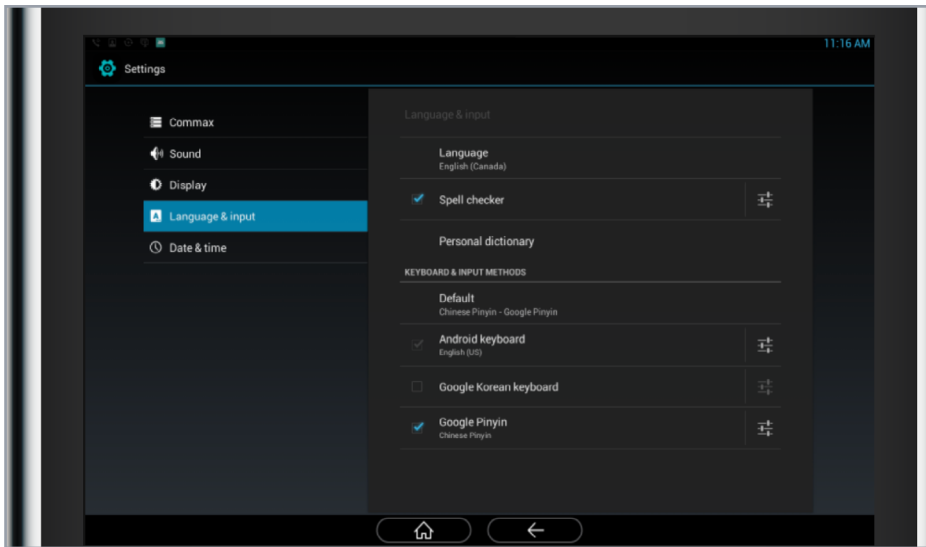 11:16 AM
Settings
Commax
Sound
Display
A Language & input
Date & time
Language & input
Language
English (Canada)
Spell checker
Personal dictionary
KEYBOARD & INPUT METHODS
Default
Chinese Pinyin - Google Pinyin
Android keyboard
English (US)
Google Korean keyboard
Google Pinyin
Chinese Pinyin